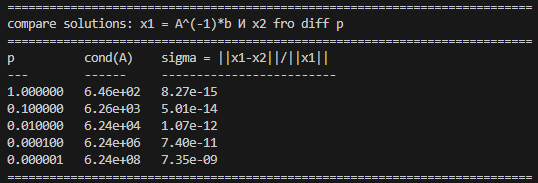 ================================================================
compare solutions: x1 = A^(-1)*b И x2 fro diff p
================================================================
p cond(A) sigma = ||x1-x2||/||x1||
--- ------ -------------------------
1.000000 6.46e+02 8.27e-15
0.100000 6.26e+03 5.01e-14
0.010000 6.24e+04 1.07e-12
0.000100 6.24e+06 7.40e-11
0.000001 6.24e+08 7.35e-09
================================================================